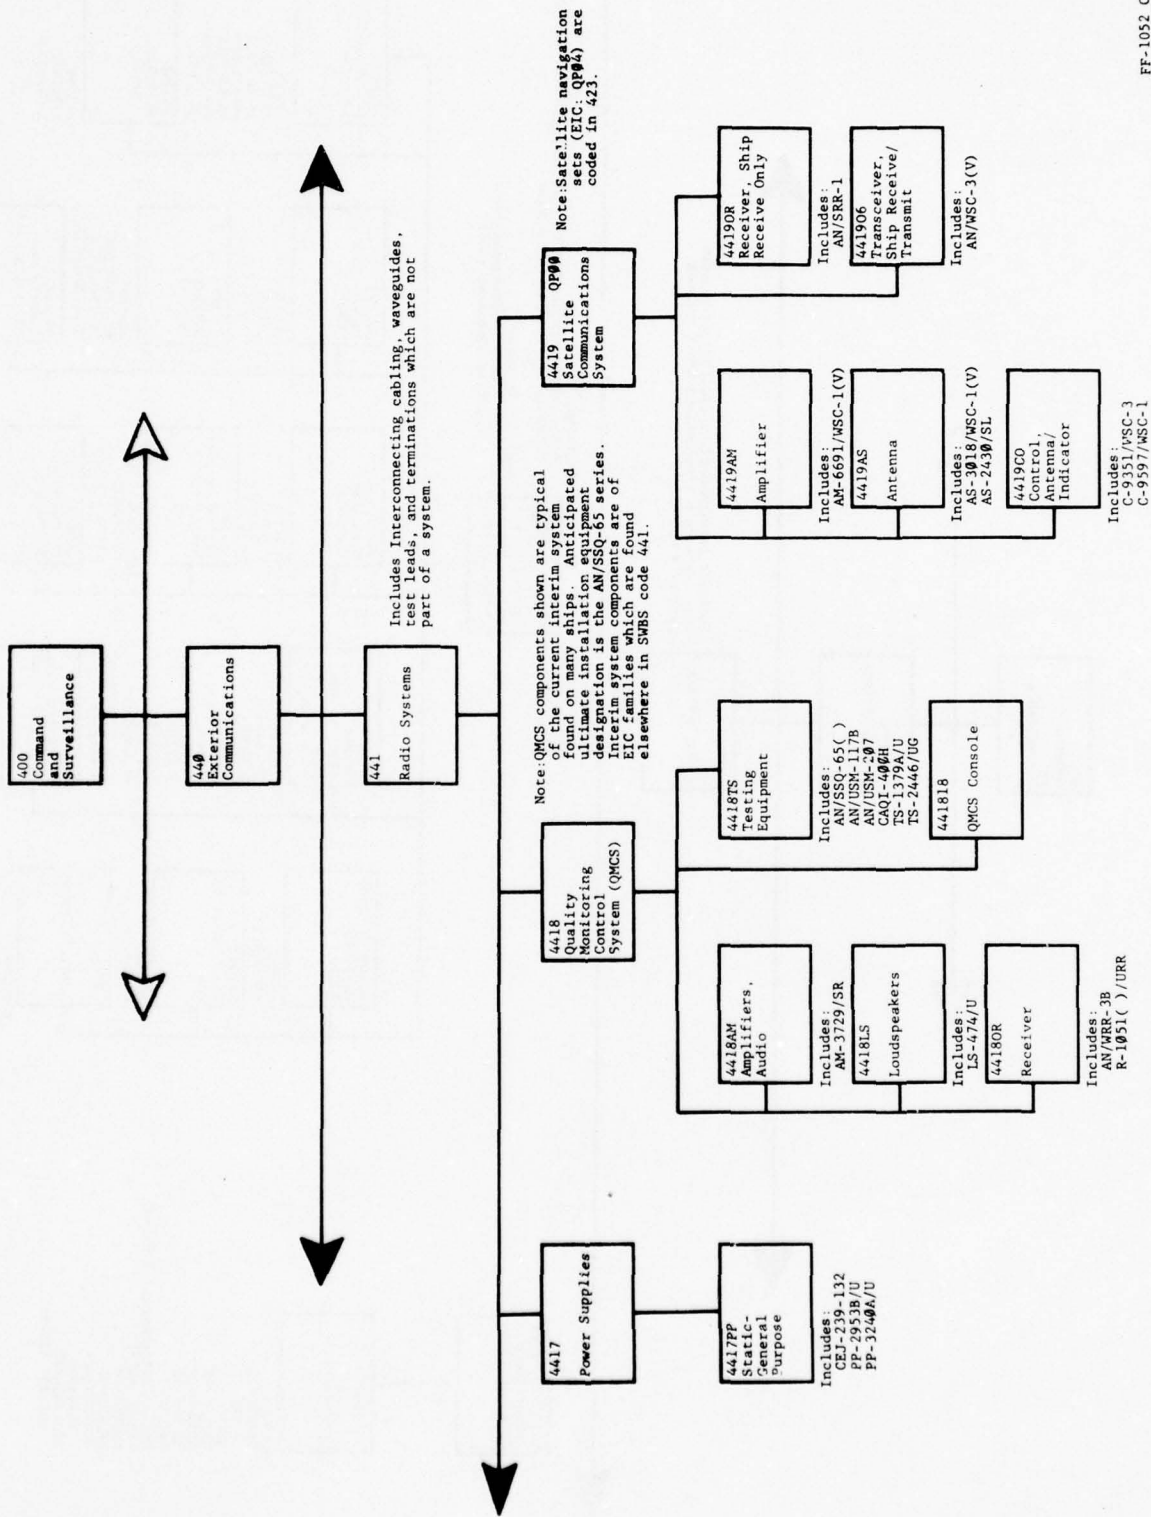 400
Command
and
Surveillance
440
Exterior
Communications
441
Radio Systems
Includes Interconnecting cabling, waveguides,
test leads, and terminations which are not
part of a system.
4417
Power Supplies
4417PP
Static-
General
Purpose
Includes:
CEJ-239-132
PP-2953B/U
PP-3240A/U
Note:QMCS components shown are typical
of the current interim system
found on many ships. Anticipated
ultimate installation equipment
designation is the AN/SSQ-65 series.
Interim system components are of
EIC families which are found
elsewhere in SWBS code 441.
4418
Quality
Monitoring
Control
System (QMCS)
4418AM
Amplifiers,
Audio
Includes:
AM-3729/SR
4418LS
Loudspeakers
Includes:
LS-474/U
4418OR
Receiver
Includes:
AN/WRR-3B
R-1051( )/URR
4418TS
Testing
Equipment
Includes:
AN/SSQ-65( )
AN/USM-117B
AN/USM-207
CAQI-400H
TS-1379A/U
TS-2446/UG
441818
QMCS Console
Note:Satellite navigation
sets (EIC: QP04) are
coded in 423.
4419 QP00
Satellite
Communications
System
4419AM
Amplifier
Includes:
AM-6691/WSC-1(V)
4419AS
Antenna
Includes:
AS-3018/WSC-1(V)
AS-2430/SL
4419CO
Control,
Antenna/
Indicator
Includes:
C-9351/WSC-3
C-9597/WSC-1
4419OR
Receiver, Ship
Receive Only
Includes:
AN/SRR-1
441906
Transceiver,
Ship Receive/
Transmit
Includes:
AN/WSC-3(V)
FF-1052